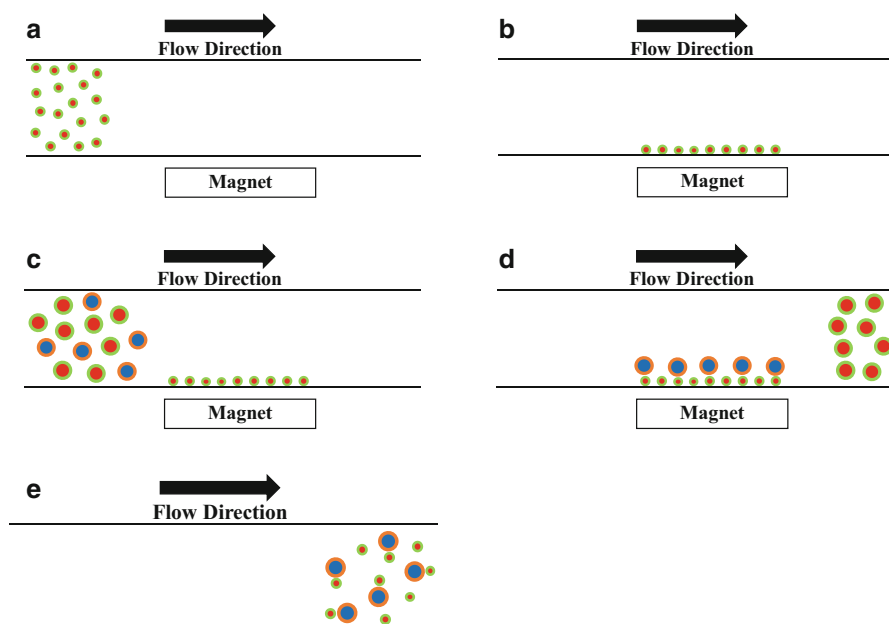 a
Flow Direction
Magnet
b
Flow Direction
Magnet
c
Flow Direction
Magnet
d
Flow Direction
Magnet
e
Flow Direction